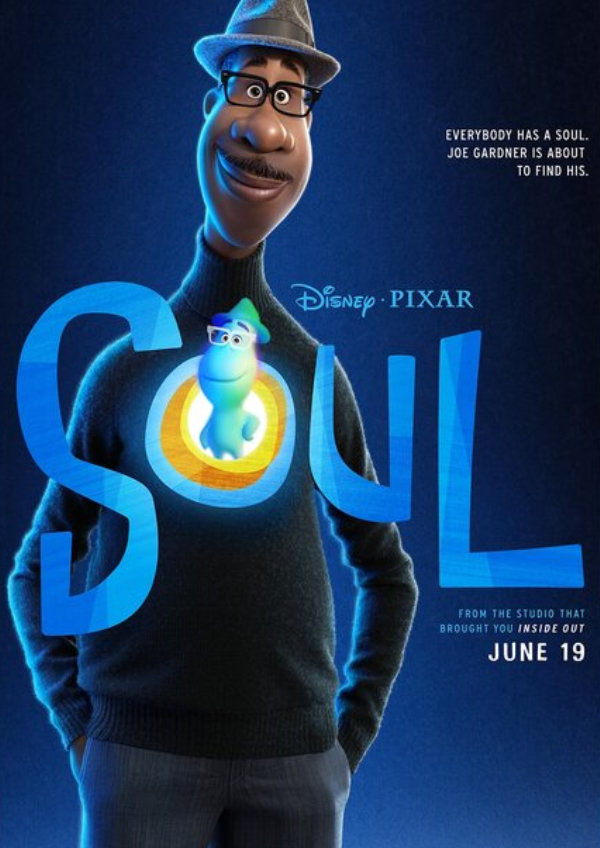 EVERYBODY HAS A SOUL.
JOE GARDNER IS ABOUT
TO FIND HIS.
DISNEY · PIXAR
SOUL
FROM THE STUDIO THAT
BROUGHT YOU INSIDE OUT
JUNE 19